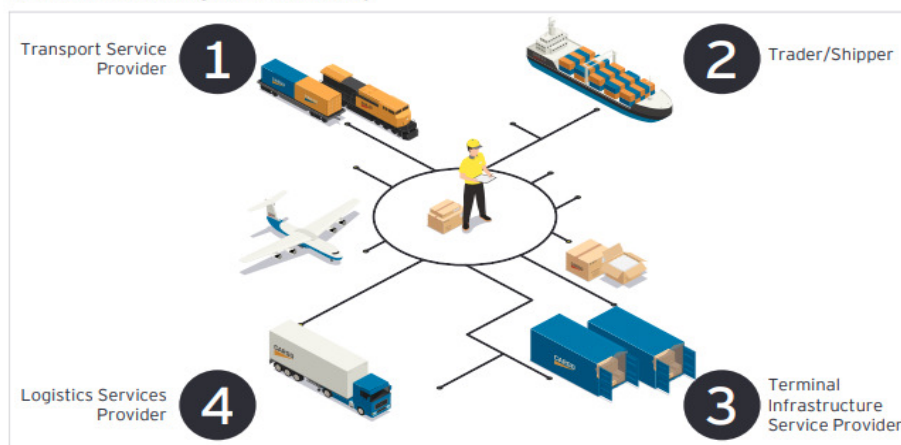 Transport Service
Provider
1
2
Trader/Shipper
Logistics Services
Provider
4
3
Terminal
Infrastructure
Service Provider